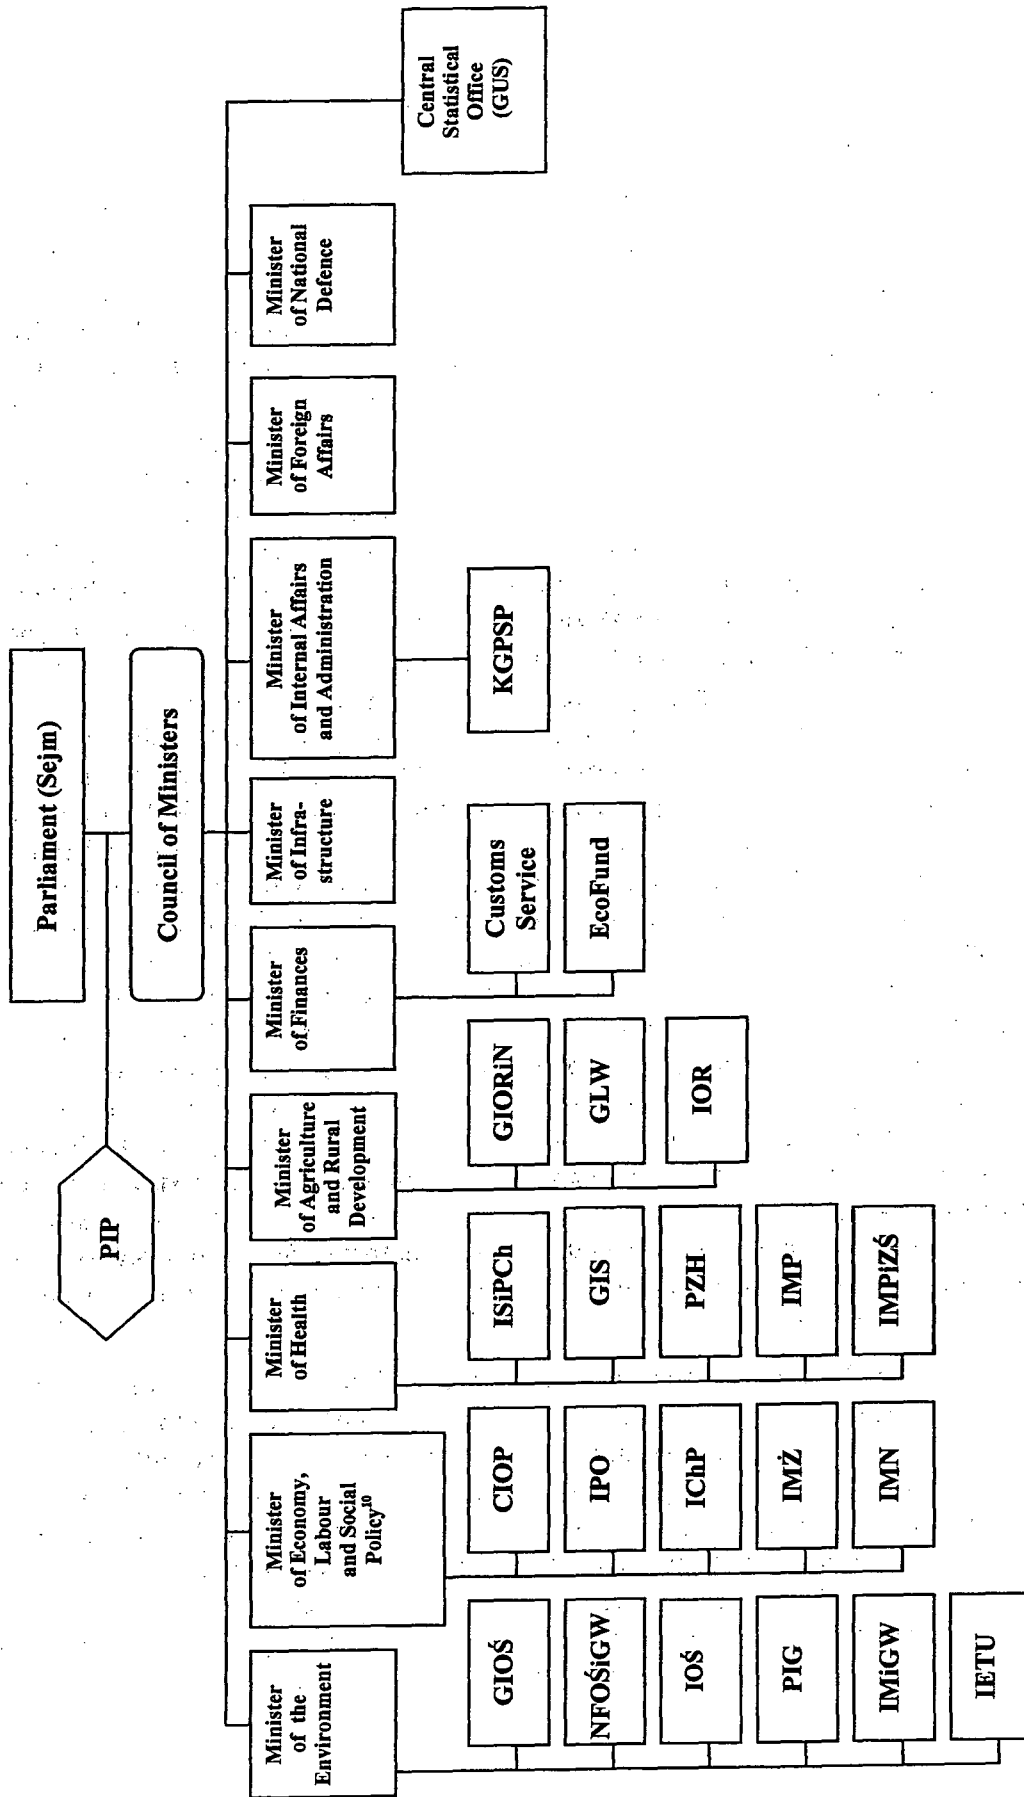 Parliament (Sejm)
PIP
Council of Ministers
Minister
of the
Environment
Minister
of Economy,
Labour
and Social
Policy¹⁰
Minister
of Health
Minister
of Agriculture
and Rural
Development
Minister
of Finances
Minister
of Infra-
structure
Minister
of Internal Affairs
and Administration
Minister
of Foreign
Affairs
Minister
of National
Defence
Central
Statistical
Office
(GUS)
GIOŚ
NFOŚiGW
IOŚ
PIG
IMiGW
IETU
CIOP
IPO
IChP
IMŻ
IMN
ISiPCh
GIS
PZH
IMP
IMPiZŚ
GIORiN
GLW
IOR
Customs
Service
EcoFund
KGPSP